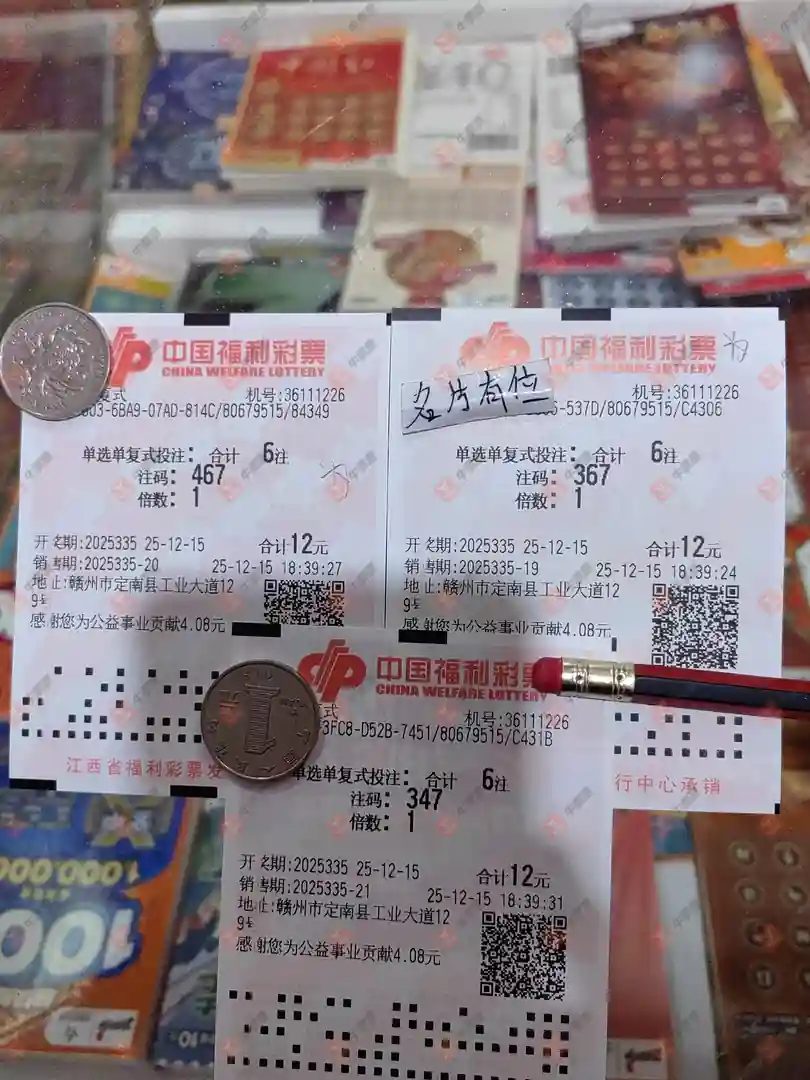 中国福利彩票
CHINA WELFARE LOTTERY
复式
机号:36111226
803-6BA9-07AD-814C/80679515/84349
单选单复式投注: 合计 6注
注码: 467
倍数: 1
开奖期:2025335 25-12-15 合计12元
销售期:2025335-20 25-12-15 18:39:27
地址:赣州市定南县工业大道12
9号
感谢您为公益事业贡献4.08元
江西省福利彩票发
中国福利彩票
WELFARE LOTTERY
名片有位
机号:36111226
6-537D/80679515/C4306
单选单复式投注: 合计 6注
注码: 367
倍数: 1
开奖期:2025335 25-12-15 合计12元
销售期:2025335-19 25-12-15 18:39:24
地址:赣州市定南县工业大道12
9号
感谢您为公益事业贡献4.08元
行中心承销
中国福利彩票
CHINA WELFARE LOTTERY
式
机号:36111226
3FC8-D52B-7451/80679515/C431B
单选单复式投注: 合计 6注
注码: 347
倍数: 1
开奖期:2025335 25-12-15 合计12元
销售期:2025335-21 25-12-15 18:39:31
地址:赣州市定南县工业大道12
9号
感谢您为公益事业贡献4.08元
1000,000
100